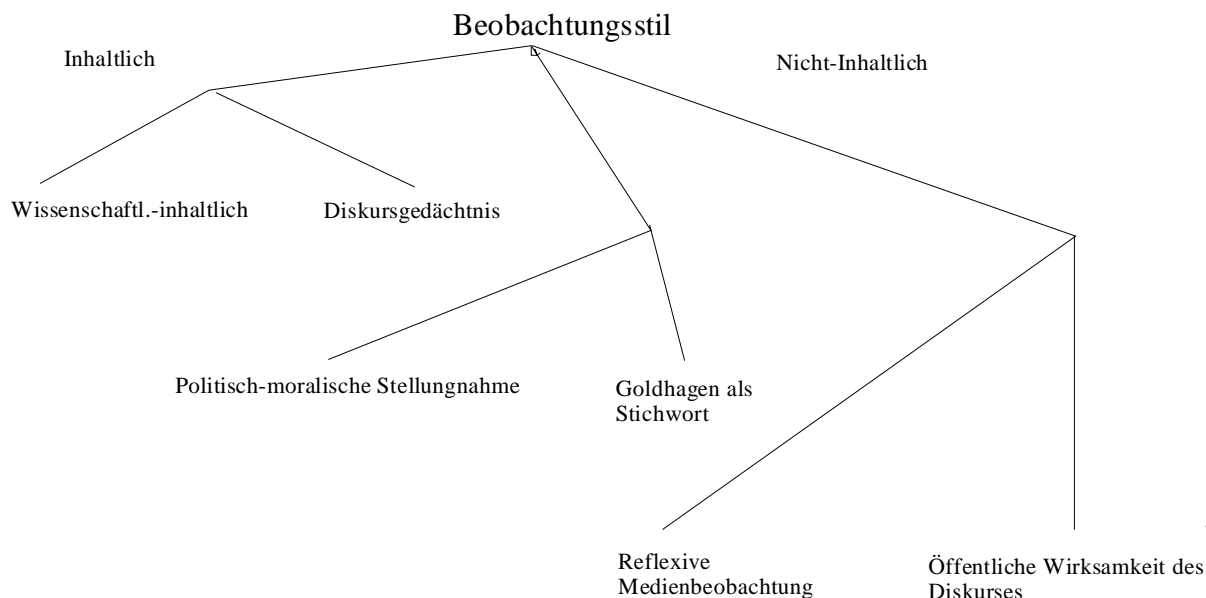 Beobachtungsstil
Inhaltlich
Nicht-Inhaltlich
Wissenschaftl.-inhaltlich
Diskursgedächtnis
Politisch-moralische Stellungnahme
Goldhagen als
Stichwort
Reflexive
Medienbeobachtung
Öffentliche Wirksamkeit des
Diskurses